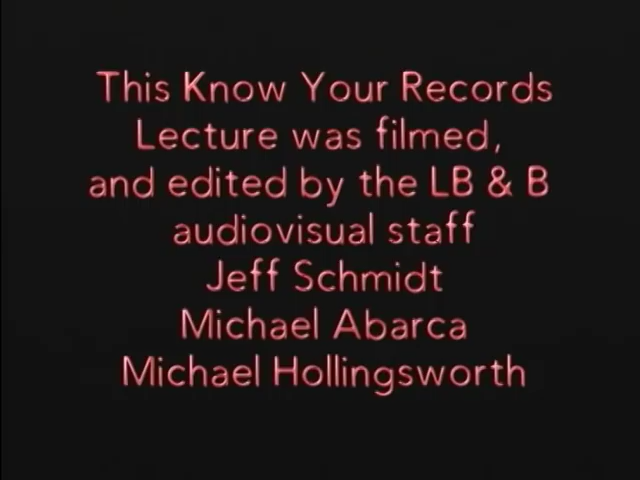 This Know Your Records
Lecture was filmed,
and edited by the LB & B
audiovisual staff
Jeff Schmidt
Michael Abarca
Michael Hollingsworth